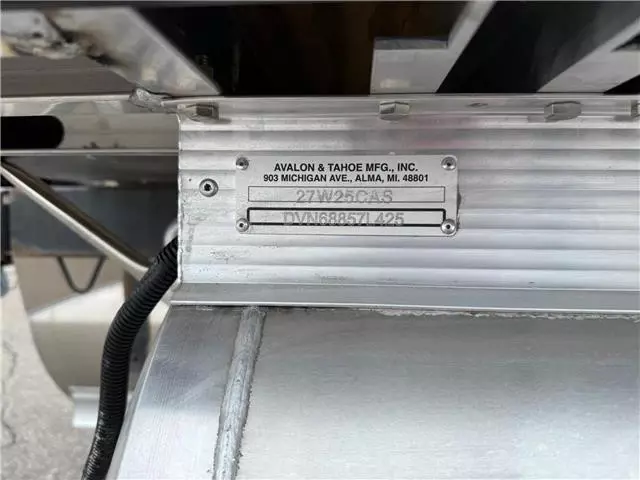 AVALON & TAHOE MFG., INC.
903 MICHIGAN AVE., ALMA, MI. 48801
27W25CAS
DVN68857L425